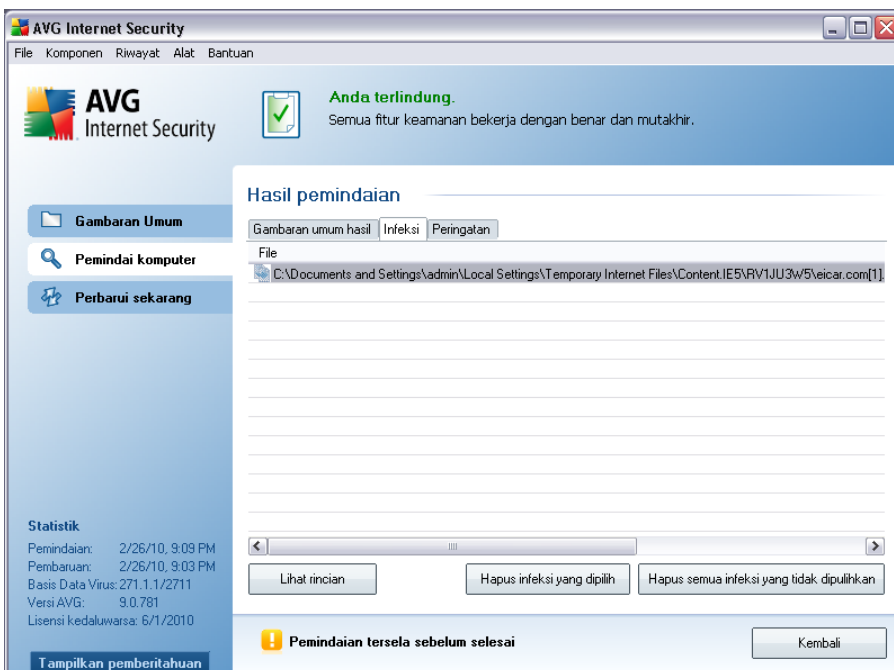 AVG Internet Security
File Komponen Riwayat Alat Bantuan
AVG
Internet Security
Anda terlindung.
Semua fitur keamanan bekerja dengan benar dan mutakhir.
Gambaran Umum
Pemindai komputer
Perbarui sekarang
Hasil pemindaian
Gambaran umum hasil Infeksi Peringatan
File
C:\Documents and Settings\admin\Local Settings\Temporary Internet Files\Content.IE5\RV1JU3W5\eicar.com[1].
Lihat rincian Hapus infeksi yang dipilih Hapus semua infeksi yang tidak dipulihkan
Statistik
Pemindaian: 2/26/10, 9:09 PM
Pembaruan: 2/26/10, 9:03 PM
Basis Data Virus: 271.1.1/2711
Versi AVG: 9.0.781
Lisensi kedaluwarsa: 6/1/2010
Tampilkan pemberitahuan
Pemindaian tersela sebelum selesai
Kembali